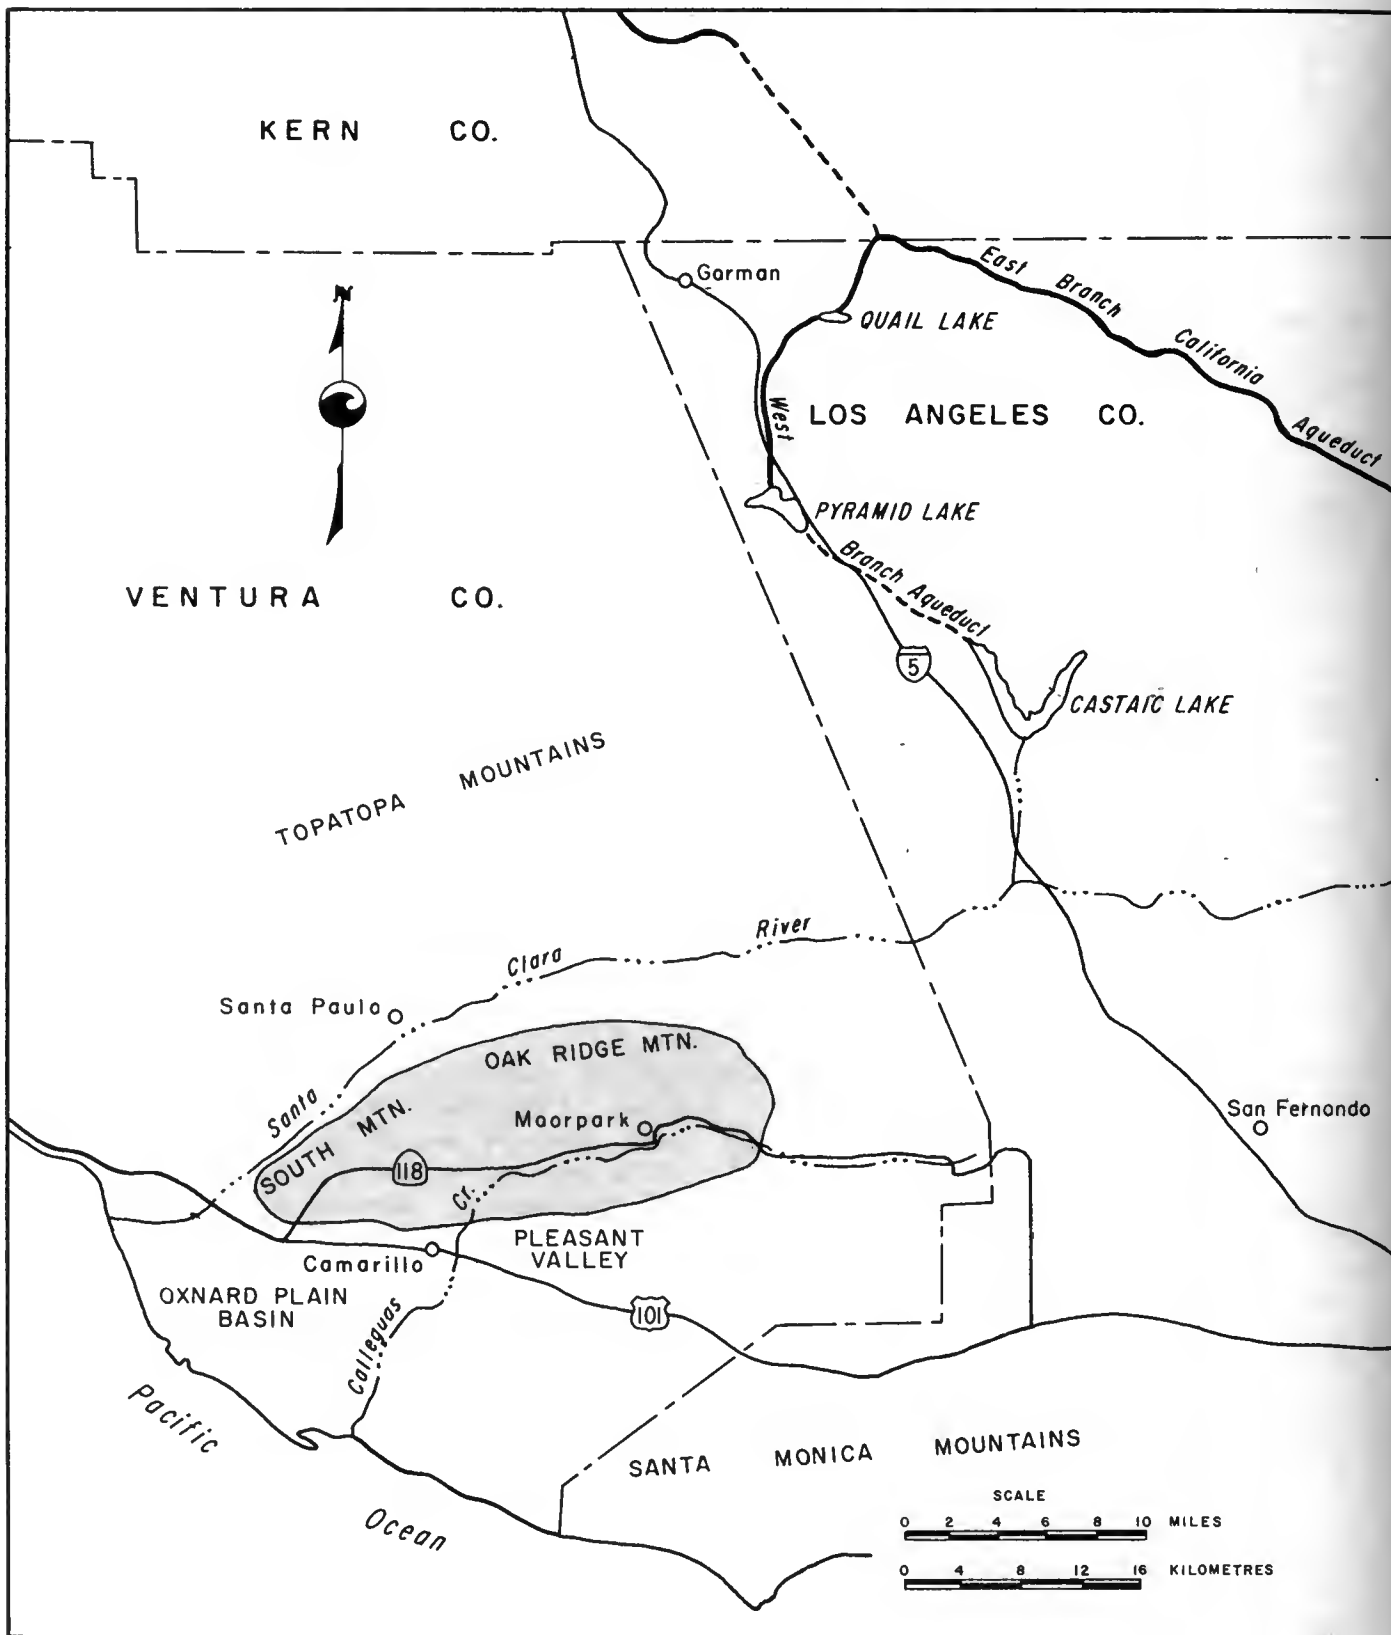 KERN CO.
N
Gorman
East Branch California Aqueduct
QUAIL LAKE
LOS ANGELES CO.
West
PYRAMID LAKE
Branch Aqueduct
VENTURA CO.
5
CASTAIC LAKE
TOPATOPA MOUNTAINS
Santa Clara River
Santa Paula
OAK RIDGE MTN.
SOUTH MTN.
Moorpark
San Fernando
118
Calleguas Cr.
PLEASANT
VALLEY
Camarillo
OXNARD PLAIN
BASIN
101
Pacific
Ocean
SANTA MONICA MOUNTAINS
SCALE
0 2 4 6 8 10 MILES
0 4 8 12 16 KILOMETRES